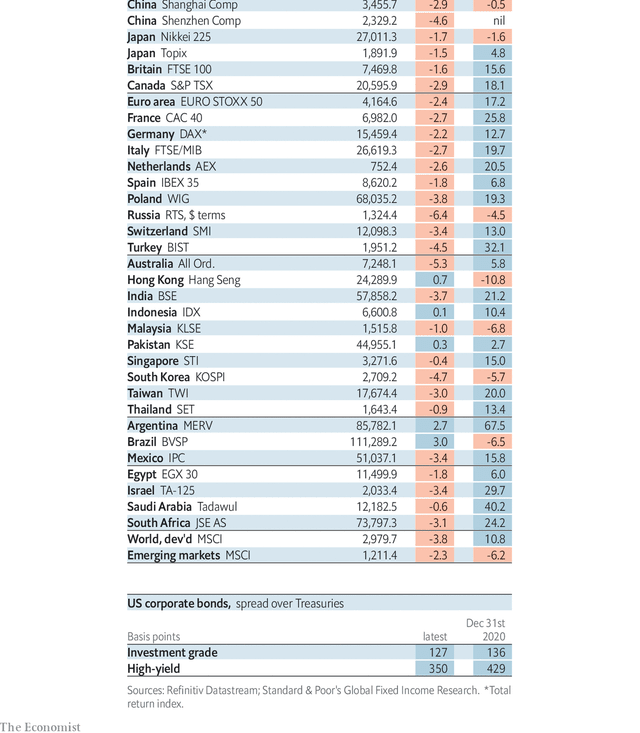 China Shanghai Comp 3,455.7 -2.9 -0.5
China Shenzhen Comp 2,329.2 -4.6 nil
Japan Nikkei 225 27,011.3 -1.7 -1.6
Japan Topix 1,891.9 -1.5 4.8
Britain FTSE 100 7,469.8 -1.6 15.6
Canada S&P TSX 20,595.9 -2.9 18.1
Euro area EURO STOXX 50 4,164.6 -2.4 17.2
France CAC 40 6,982.0 -2.7 25.8
Germany DAX* 15,459.4 -2.2 12.7
Italy FTSE/MIB 26,619.3 -2.7 19.7
Netherlands AEX 752.4 -2.6 20.5
Spain IBEX 35 8,620.2 -1.8 6.8
Poland WIG 68,035.2 -3.8 19.3
Russia RTS, $ terms 1,324.4 -6.4 -4.5
Switzerland SMI 12,098.3 -3.4 13.0
Turkey BIST 1,951.2 -4.5 32.1
Australia All Ord. 7,248.1 -5.3 5.8
Hong Kong Hang Seng 24,289.9 0.7 -10.8
India BSE 57,858.2 -3.7 21.2
Indonesia IDX 6,600.8 0.1 10.4
Malaysia KLSE 1,515.8 -1.0 -6.8
Pakistan KSE 44,955.1 0.3 2.7
Singapore STI 3,271.6 -0.4 15.0
South Korea KOSPI 2,709.2 -4.7 -5.7
Taiwan TWI 17,674.4 -3.0 20.0
Thailand SET 1,643.4 -0.9 13.4
Argentina MERV 85,782.1 2.7 67.5
Brazil BVSP 111,289.2 3.0 -6.5
Mexico IPC 51,037.1 -3.4 15.8
Egypt EGX 30 11,499.9 -1.8 6.0
Israel TA-125 2,033.4 -3.4 29.7
Saudi Arabia Tadawul 12,182.5 -0.6 40.2
South Africa JSE AS 73,797.3 -3.1 24.2
World, dev'd MSCI 2,979.7 -3.8 10.8
Emerging markets MSCI 1,211.4 -2.3 -6.2
US corporate bonds, spread over Treasuries
Dec 31st
Basis points latest 2020
Investment grade 127 136
High-yield 350 429
Sources: Refinitiv Datastream; Standard & Poor's Global Fixed Income Research. *Total
return index.
The Economist